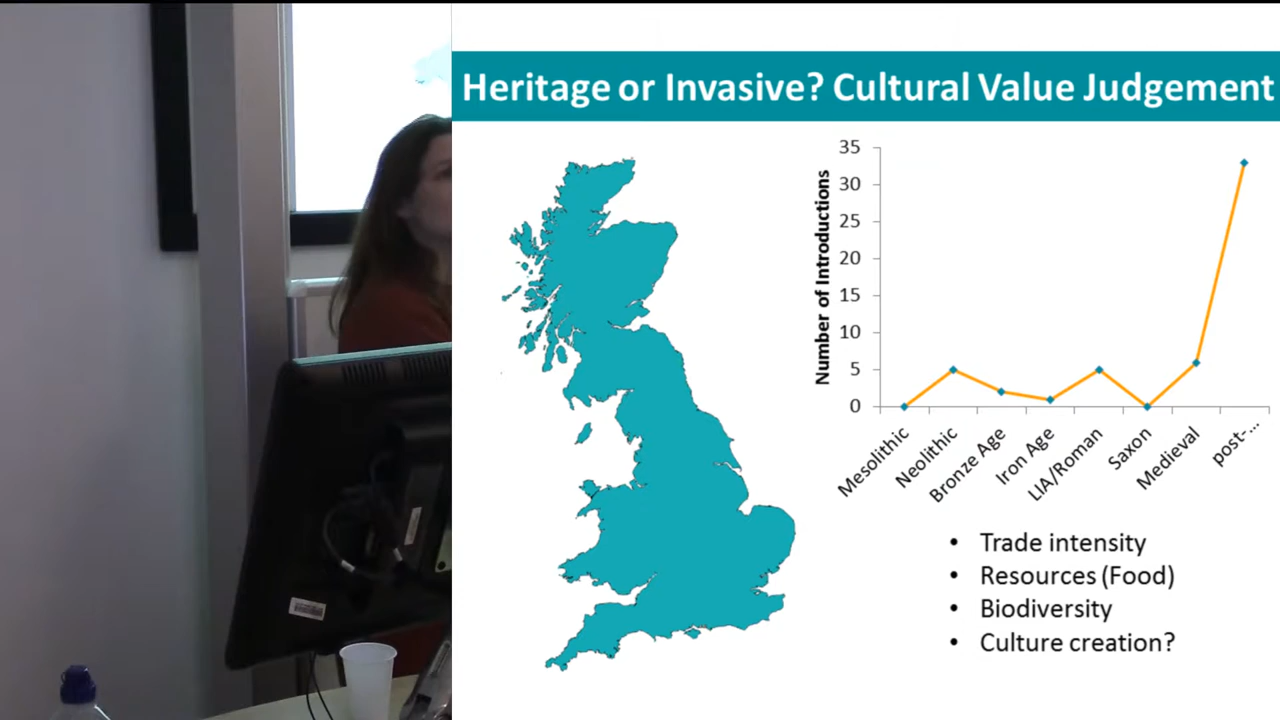 Heritage or Invasive? Cultural Value Judgement
35
30
25
20
15
10
5
0
Number of Introductions
Mesolithic
Neolithic
Bronze Age
Iron Age
LIA/Roman
Saxon
Medieval
post-...
• Trade intensity
• Resources (Food)
• Biodiversity
• Culture creation?